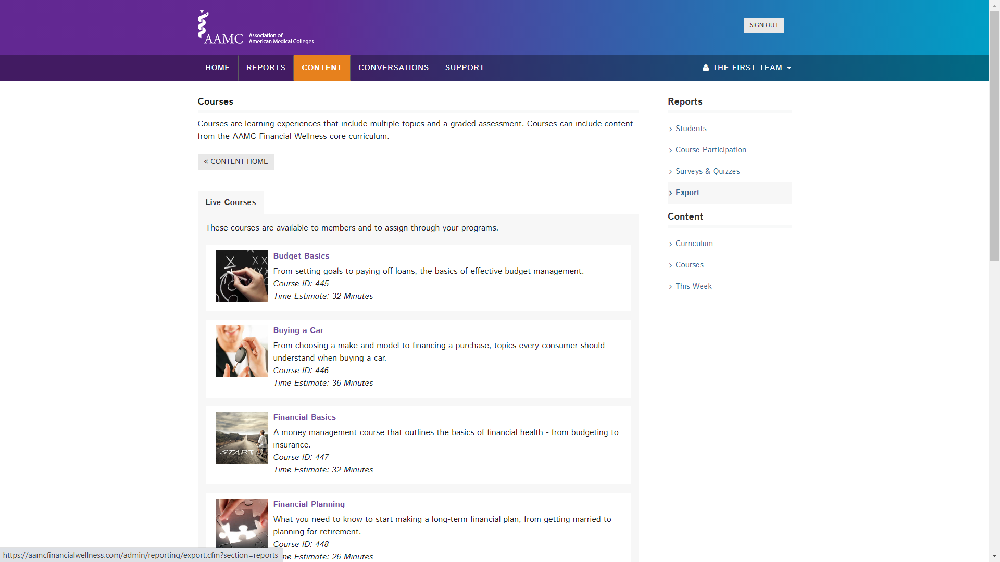 AAMC Association of
American Medical Colleges
SIGN OUT
HOME REPORTS CONTENT CONVERSATIONS SUPPORT THE FIRST TEAM
Courses
Courses are learning experiences that include multiple topics and a graded assessment. Courses can include content
from the AAMC Financial Wellness core curriculum.
« CONTENT HOME
Live Courses
These courses are available to members and to assign through your programs.
Budget Basics
From setting goals to paying off loans, the basics of effective budget management.
Course ID: 445
Time Estimate: 32 Minutes
Buying a Car
From choosing a make and model to financing a purchase, topics every consumer should
understand when buying a car.
Course ID: 446
Time Estimate: 36 Minutes
START
Financial Basics
A money management course that outlines the basics of financial health - from budgeting to
insurance.
Course ID: 447
Time Estimate: 32 Minutes
Financial Planning
What you need to know to start making a long-term financial plan, from getting married to
planning for retirement.
Course ID: 448
me Estimate: 26 Minutes
Reports
Students
Course Participation
Surveys & Quizzes
Export
Content
Curriculum
Courses
This Week
https://aamcfinancialwellness.com/admin/reporting/export.cfm?section=reports